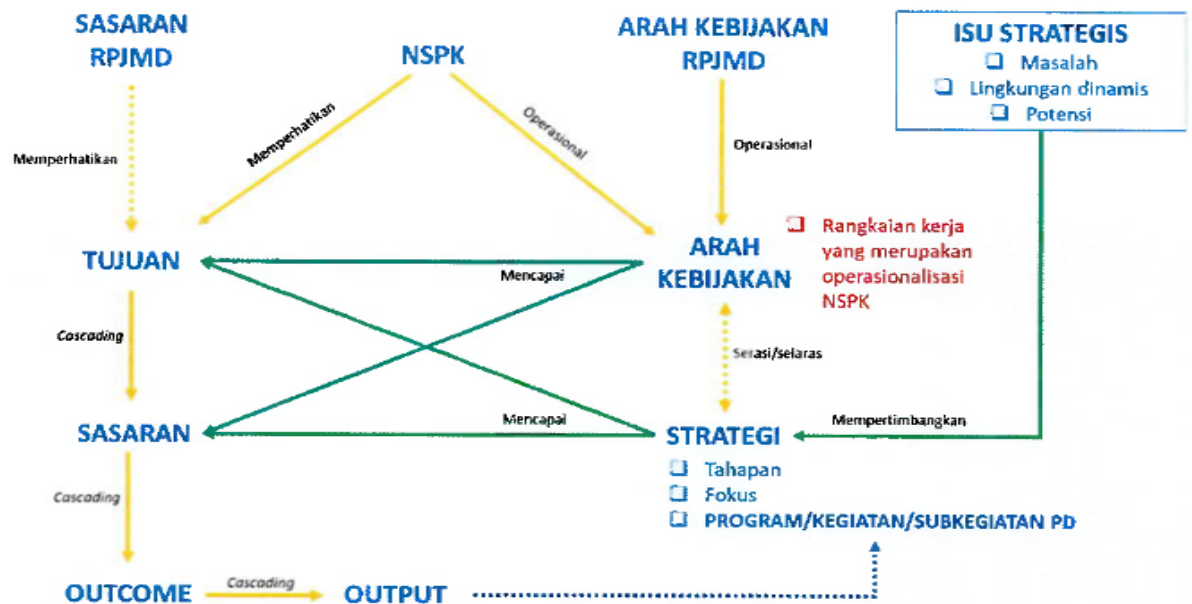 SASARAN
RPJMD
NSPK
ARAH KEBIJAKAN
RPJMD
ISU STRATEGIS
❑ Masalah
❑ Lingkungan dinamis
❑ Potensi
Memperhatikan
Memperhatikan
Operasional
Operasional
TUJUAN
Mencapai
ARAH
KEBIJAKAN
❑ Rangkaian kerja
yang merupakan
operasionalisasi
NSPK
Cascading
Serasi/selaras
SASARAN
Mencapai
STRATEGI
Mempertimbangkan
❑ Tahapan
❑ Fokus
❑ PROGRAM/KEGIATAN/SUBKEGIATAN PD
Cascading
OUTCOME
Cascading
OUTPUT